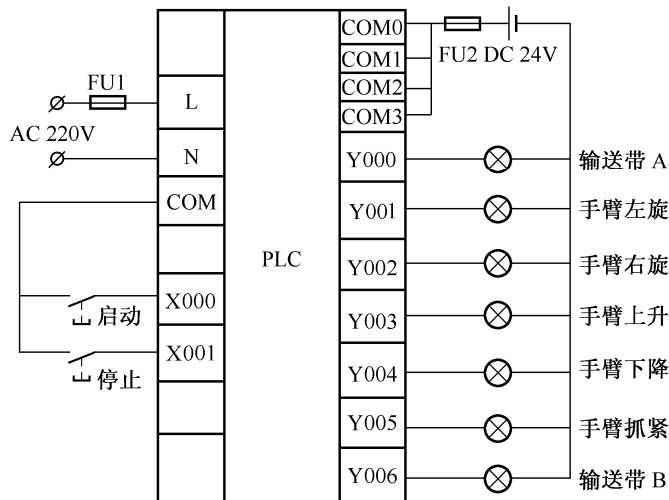 COM0
COM1
COM2
COM3
FU2 DC 24V
FU1
L
AC 220V
N
COM
PLC
X000
启动
X001
停止
Y000
输送带 A
Y001
手臂左旋
Y002
手臂右旋
Y003
手臂上升
Y004
手臂下降
Y005
手臂抓紧
Y006
输送带 B